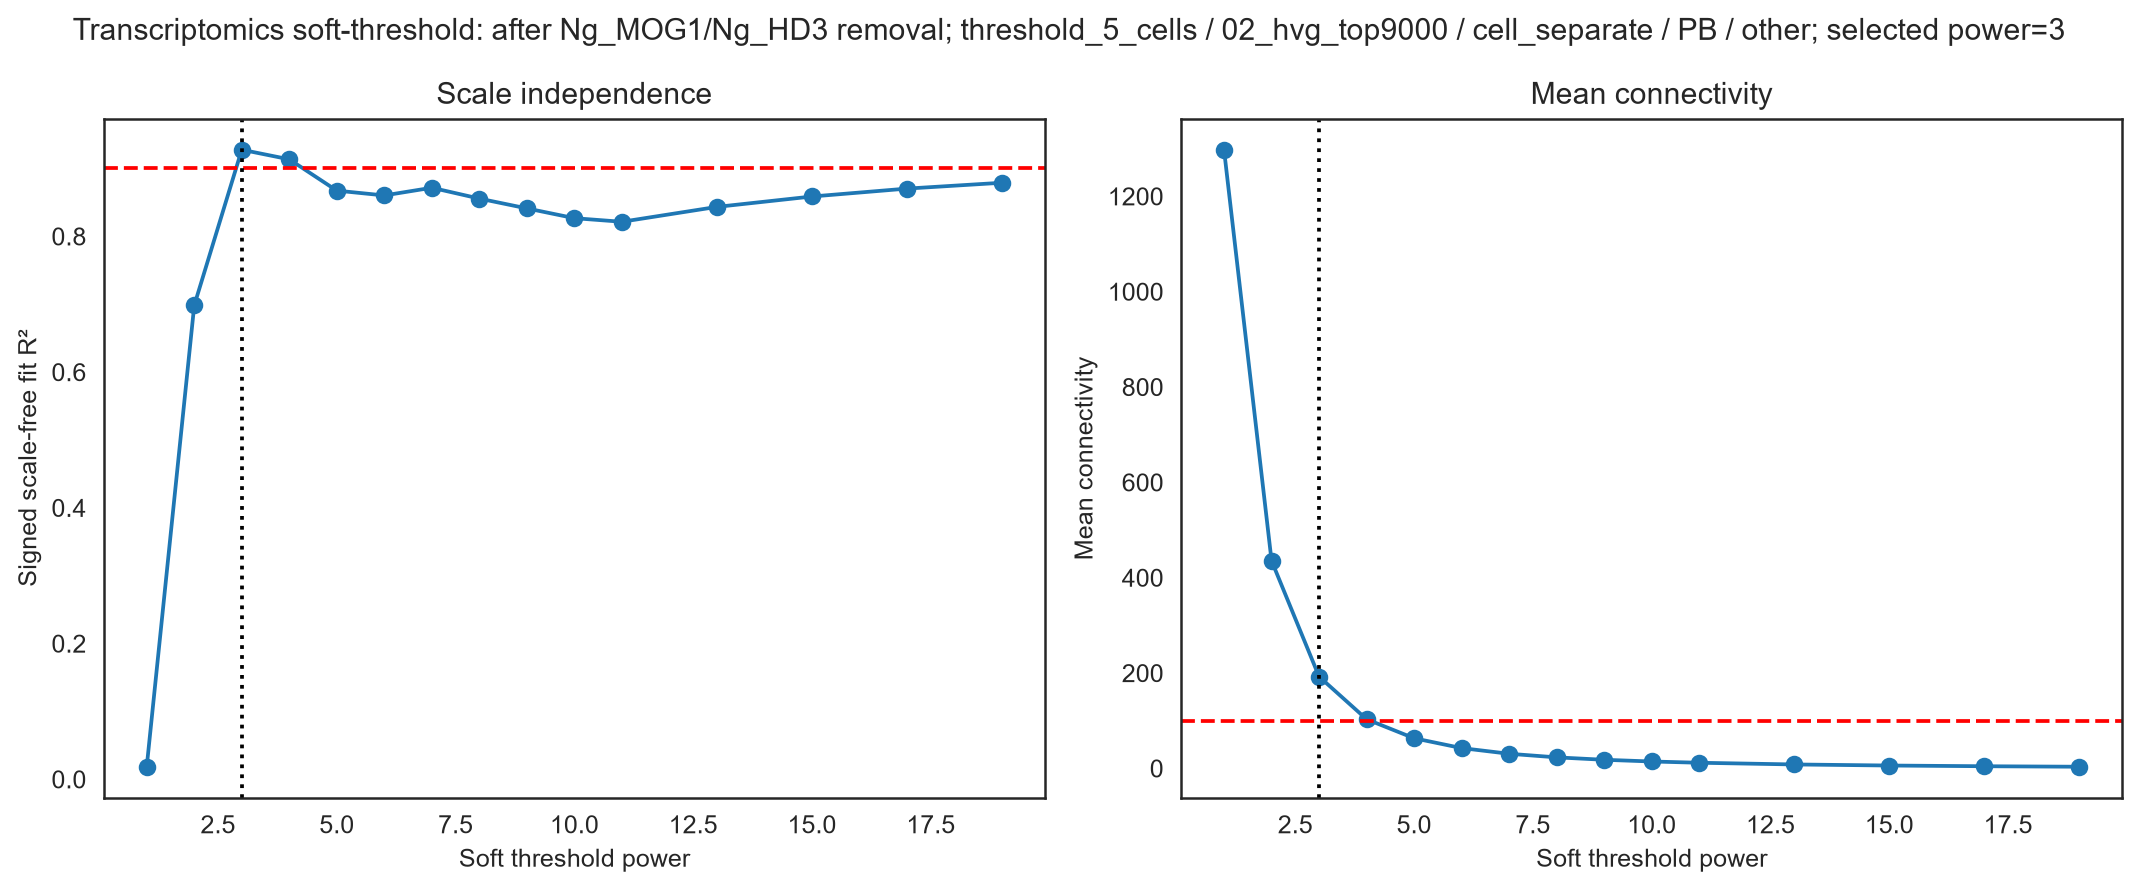 Transcriptomics soft-threshold: after Ng_MOG1/Ng_HD3 removal; threshold_5_cells / 02_hvg_top9000 / cell_separate / PB / other; selected power=3
Scale independence
Signed scale-free fit R²
0.8
0.6
0.4
0.2
0.0
2.5 5.0 7.5 10.0 12.5 15.0 17.5
Soft threshold power
Mean connectivity
Mean connectivity
1200
1000
800
600
400
200
0
2.5 5.0 7.5 10.0 12.5 15.0 17.5
Soft threshold power